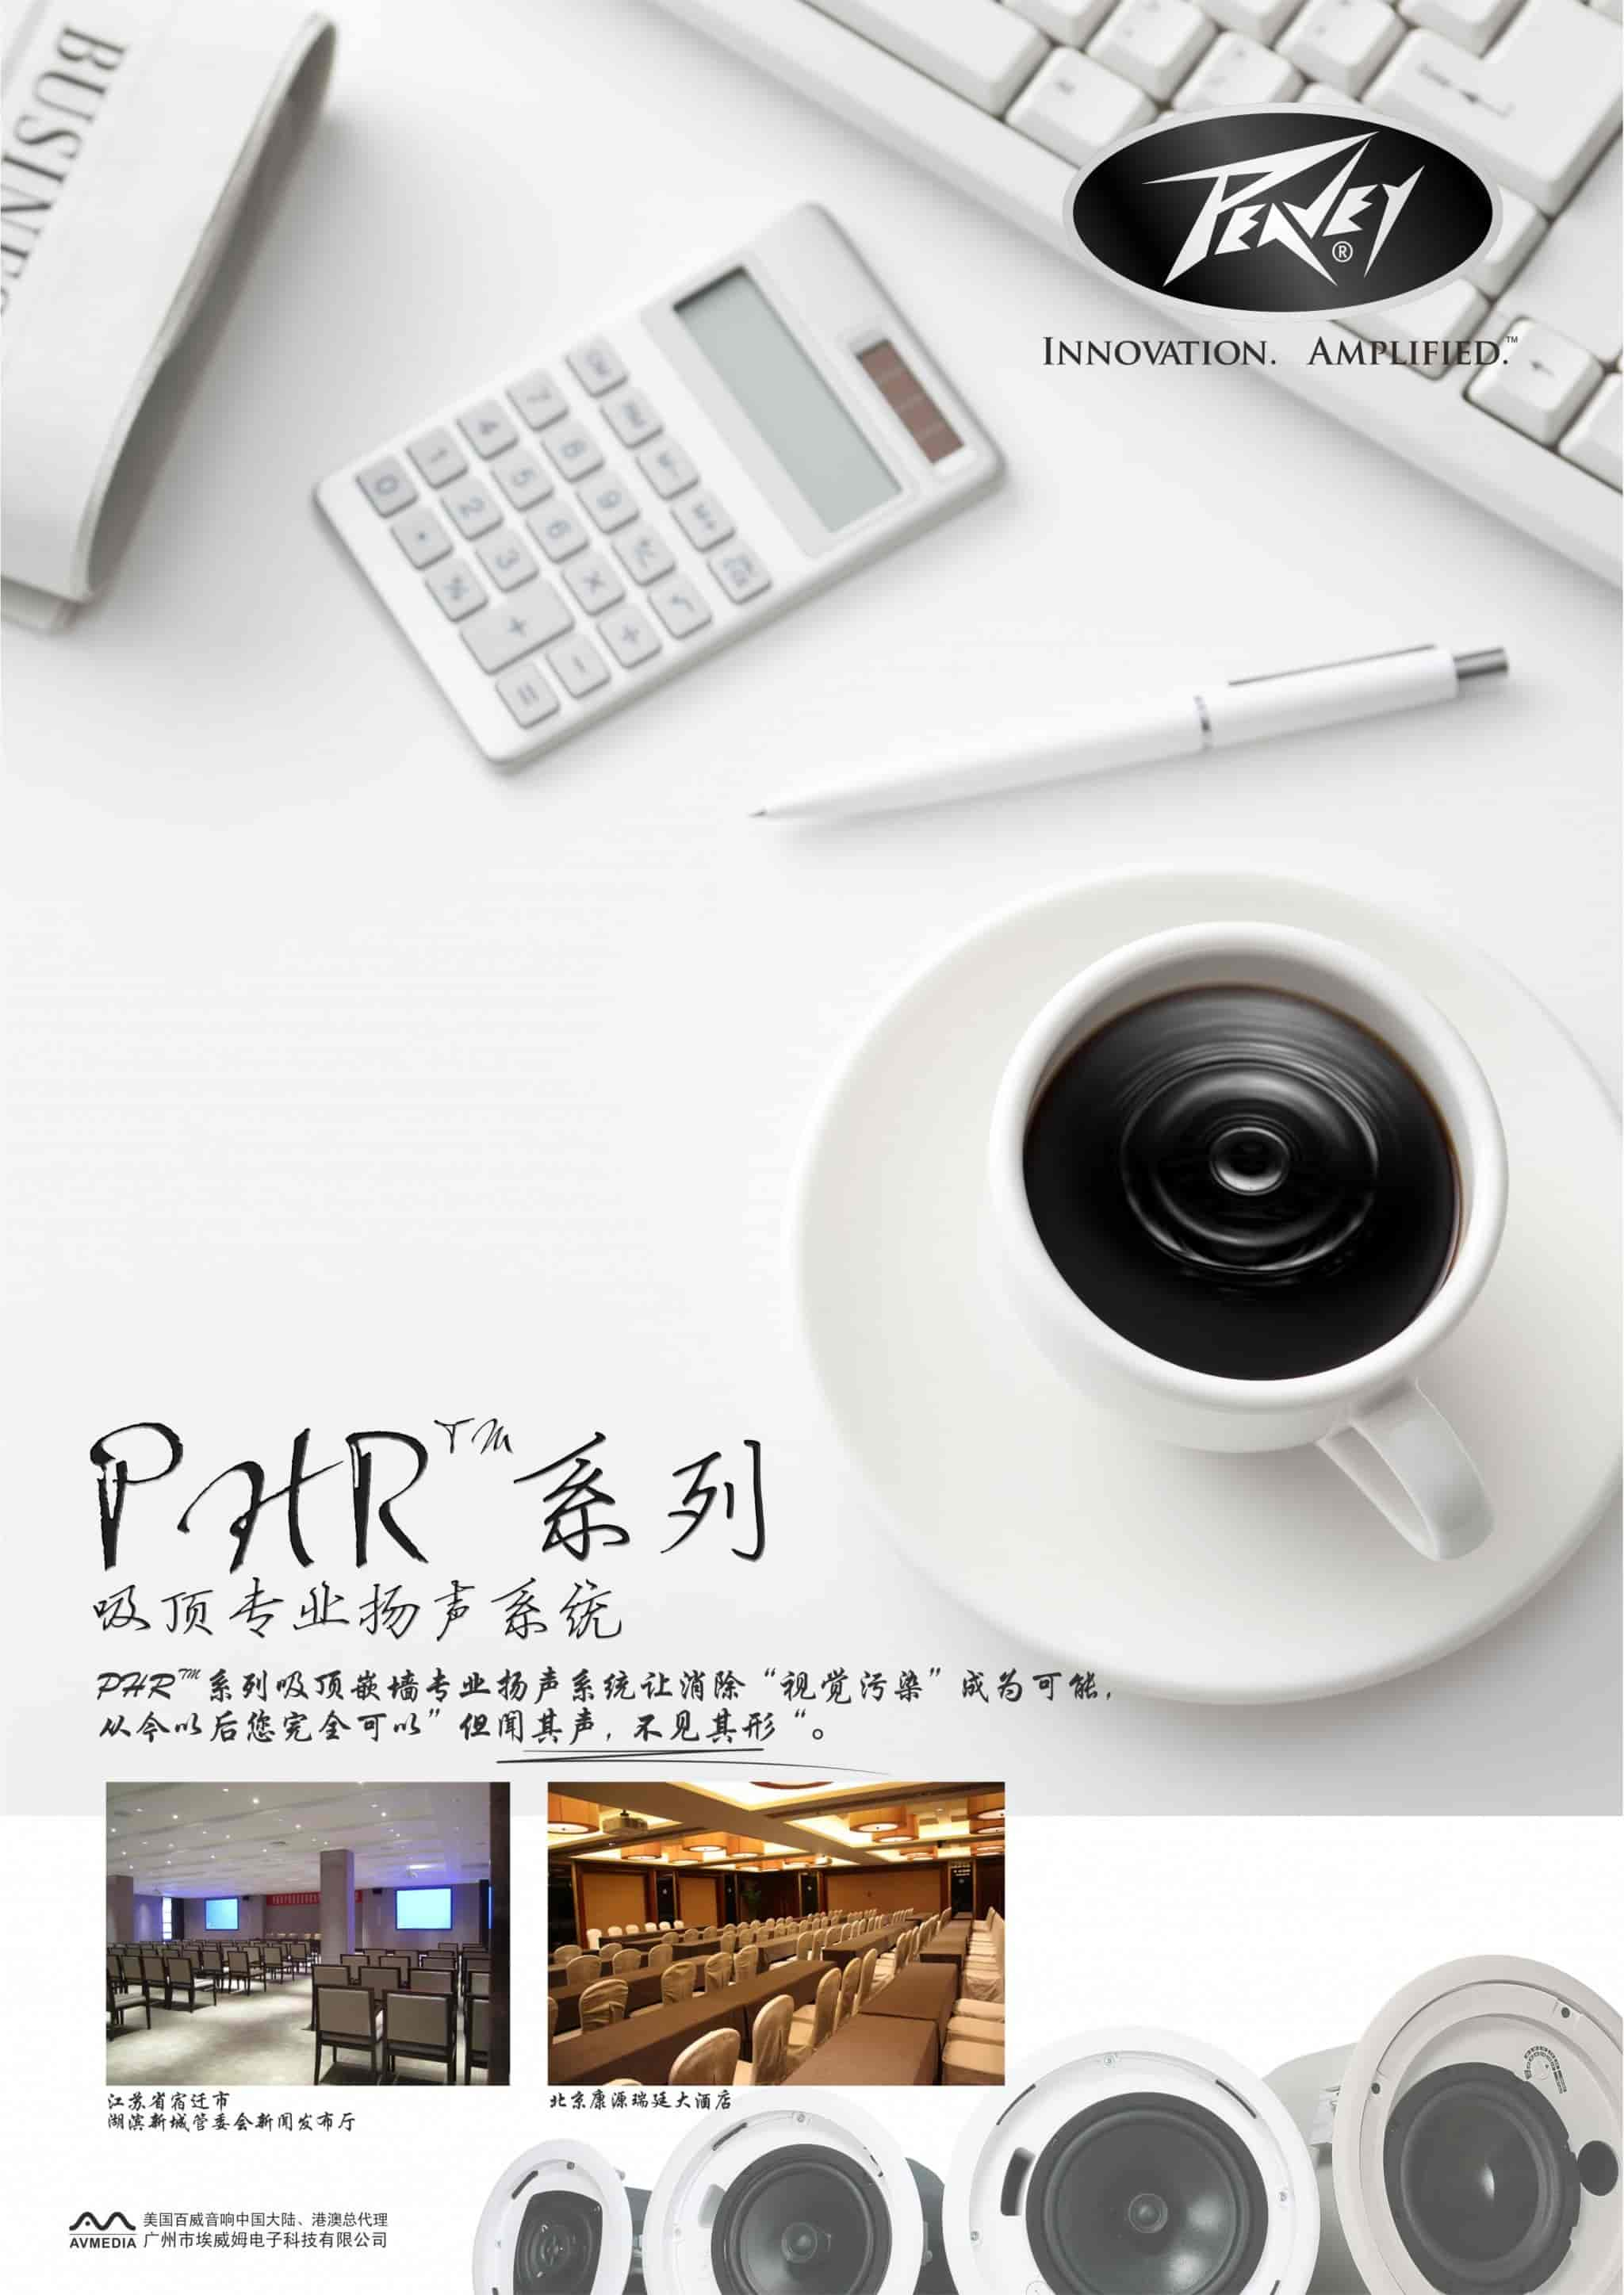 BUSINES
PEAVEY®
INNOVATION. AMPLIFIED.™
PHR™系列
吸顶专业扬声系统
PHR™系列吸顶嵌墙专业扬声系统让消除“视觉污染”成为可能，
从今以后您完全可以”但闻其声，不见其形“。
江苏省宿迁市
湖滨新城管委会新闻发布厅
北京康源瑞廷大酒店
美国百威音响中国大陆、港澳总代理
AVMEDIA 广州市埃威姆电子科技有限公司